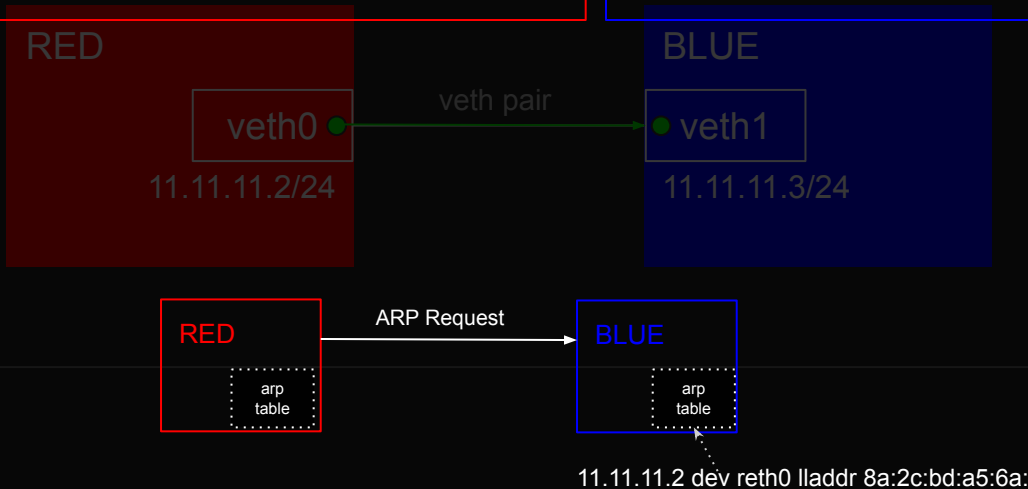 RED
BLUE
veth pair
veth0
veth1
11.11.11.2/24
11.11.11.3/24
ARP Request
RED
BLUE
arp
table
arp
table
11.11.11.2 dev reth0 lladdr 8a:2c:bd:a5:6a: